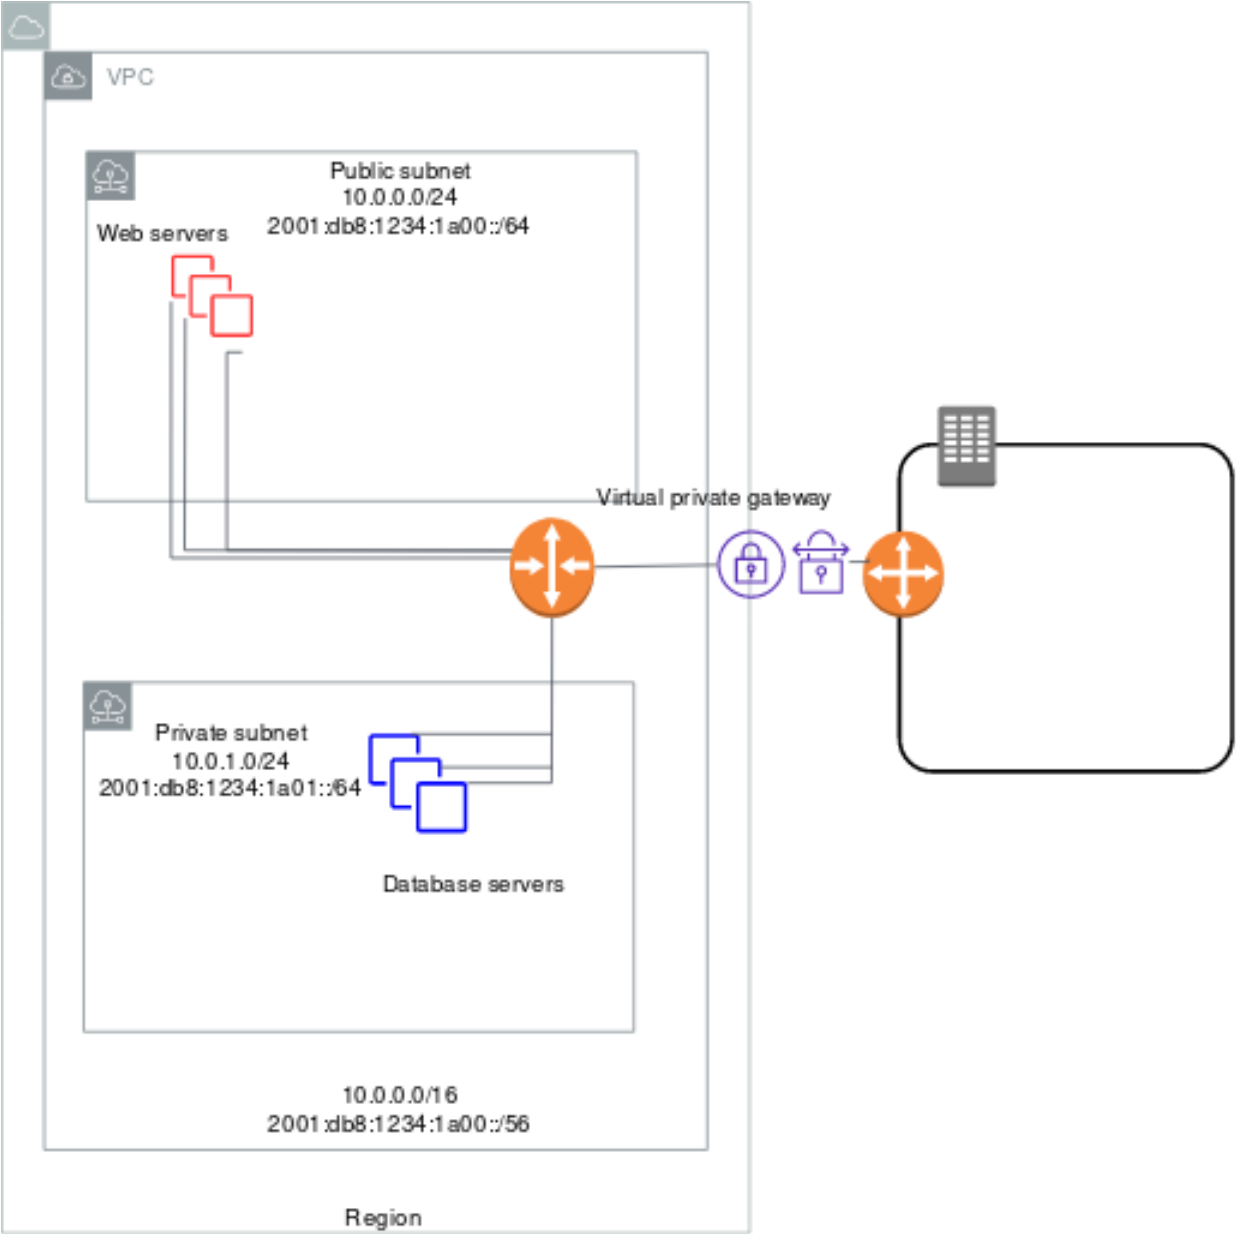 VPC
Public subnet
10.0.0.0/24
2001:db8:1234:1a00::/64
Web servers
Virtual private gateway
Private subnet
10.0.1.0/24
2001:db8:1234:1a01::/64
Database servers
10.0.0.0/16
2001:db8:1234:1a00::/56
Region